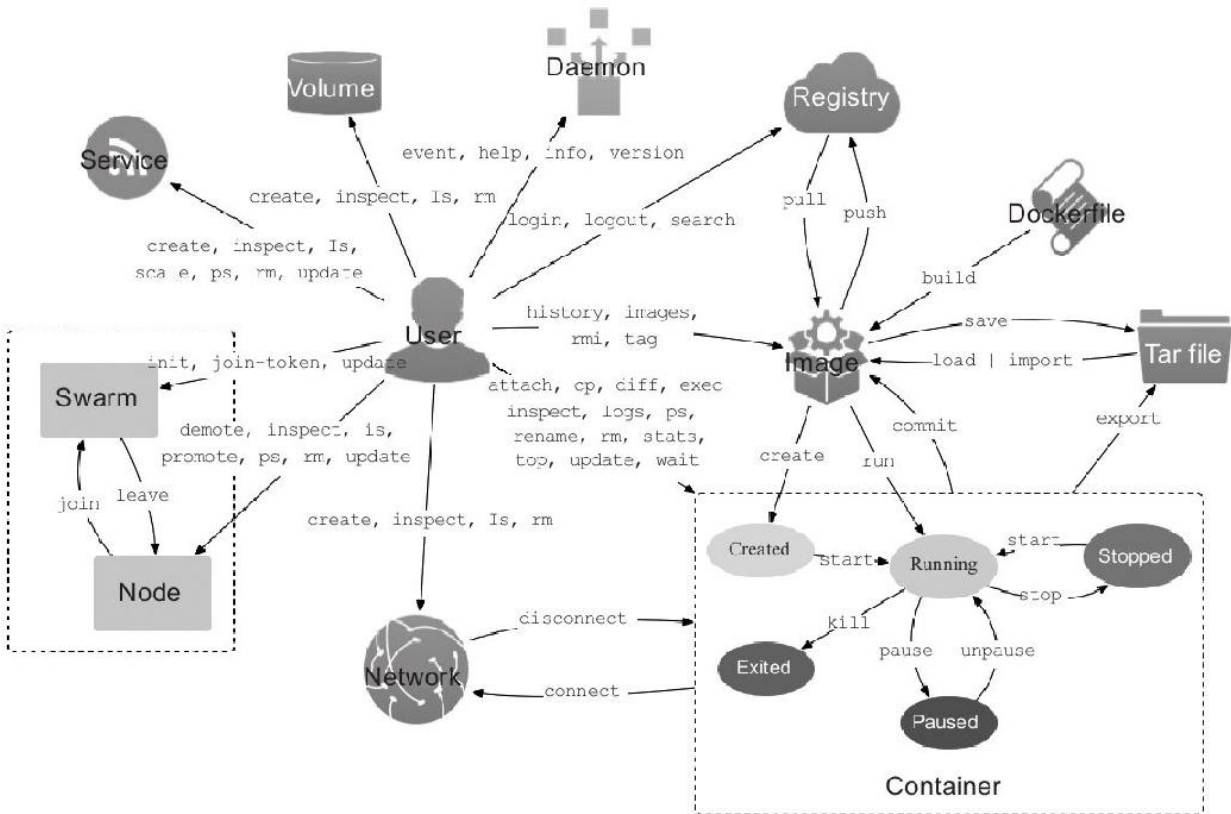 Daemon
Volume
Registry
Service
event, help, info, version
create, inspect, Is, rm
pull
push
Dockerfile
login, logout, search
create, inspect, Is,
scale, ps, rm, update
build
User
history, images,
rmi, tag
save
Image
load | import
Tar file
init, join-token, update
Swarm
attach, cp, diff, exec
inspect, logs, ps,
rename, rm, stats,
top, update, wait
demote, inspect, is,
promote, ps, rm, update
commit
export
create
run
join
leave
create, inspect, Is, rm
Created
start
Running
start
Stopped
stop
Node
disconnect
kill
pause
unpause
Exited
Network
connect
Paused
Container